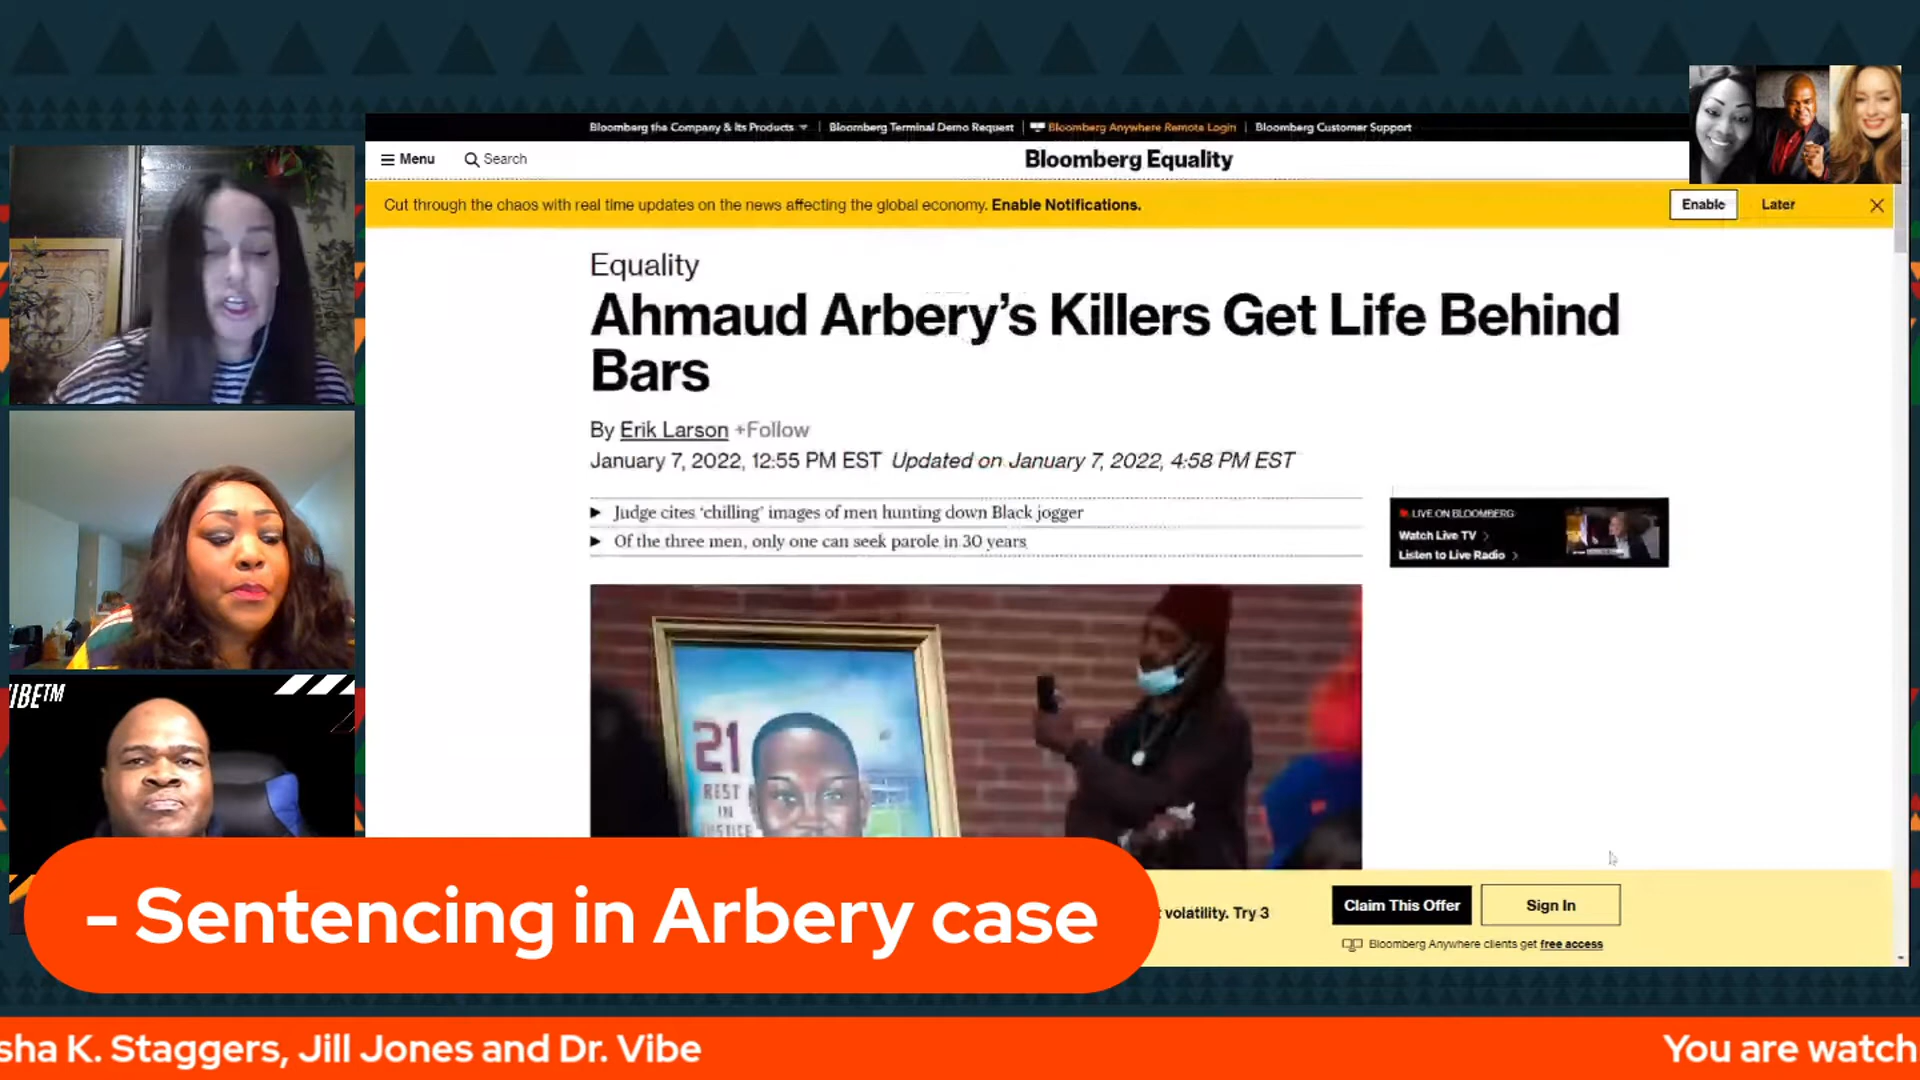 Bloomberg the Company & Its Products
Bloomberg Terminal Demo Request
Bloomberg Anywhere Remote Login
Bloomberg Customer Support
Menu
Search
Bloomberg Equality
Cut through the chaos with real time updates on the news affecting the global economy. Enable Notifications.
Enable
Later
Equality
Ahmaud Arbery's Killers Get Life Behind
Bars
By Erik Larson +Follow
January 7, 2022, 12:55 PM EST Updated on January 7, 2022, 4:58 PM EST
Judge cites 'chilling' images of men hunting down Black jogger
Of the three men, only one can seek parole in 30 years
LIVE ON BLOOMBERG
Watch Live TV
Listen to Live Radio
IBE™
21
REST
IN
JUSTICE
- Sentencing in Arbery case
volatility. Try 3
Claim This Offer
Sign In
Bloomberg Anywhere clients get free access
sha K. Staggers, Jill Jones and Dr. Vibe
You are watch